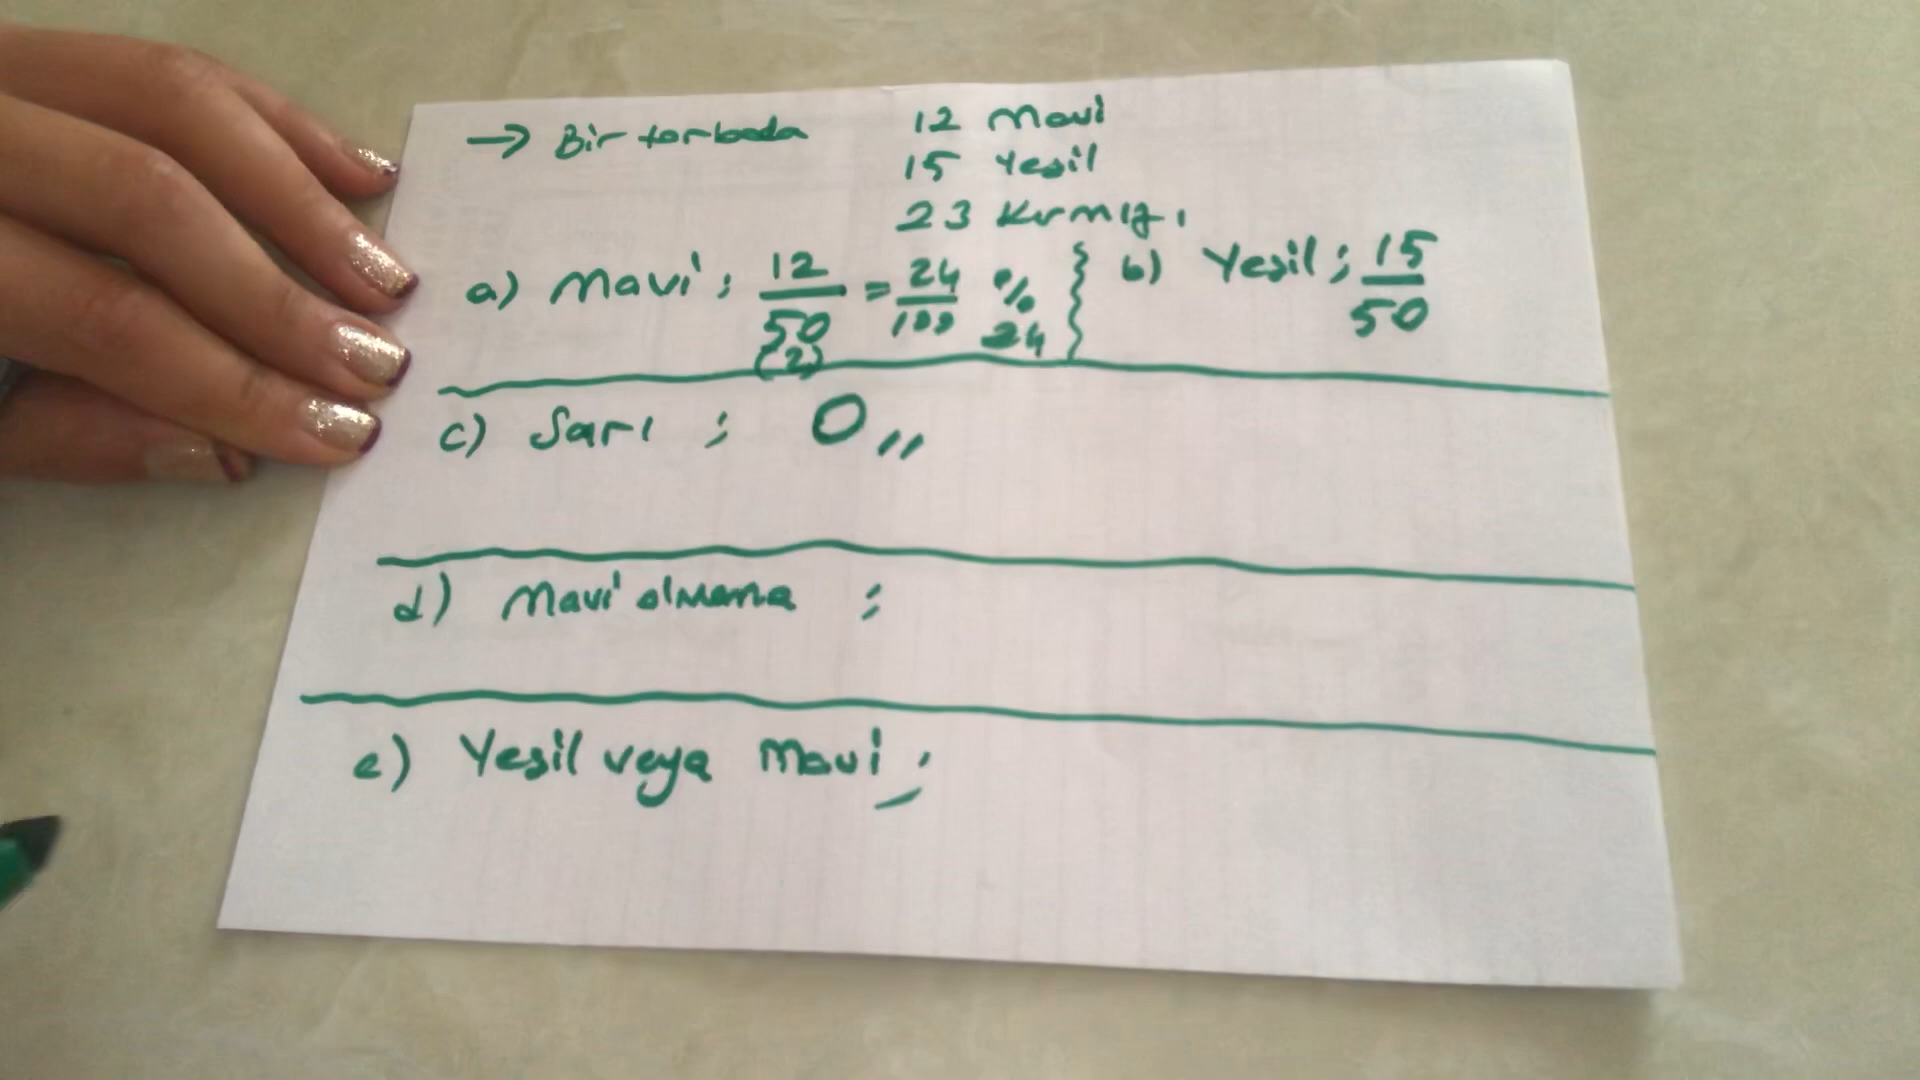 → Bir torbada 12 Mavi
15 Yeşil
23 Kırmızı
a) Mavi; 12/50 (2) = 24/100 % 24 b) Yeşil; 15/50
c) Sarı ; 0,,
d) Mavi olmama ;
e) Yeşil veya Mavi;